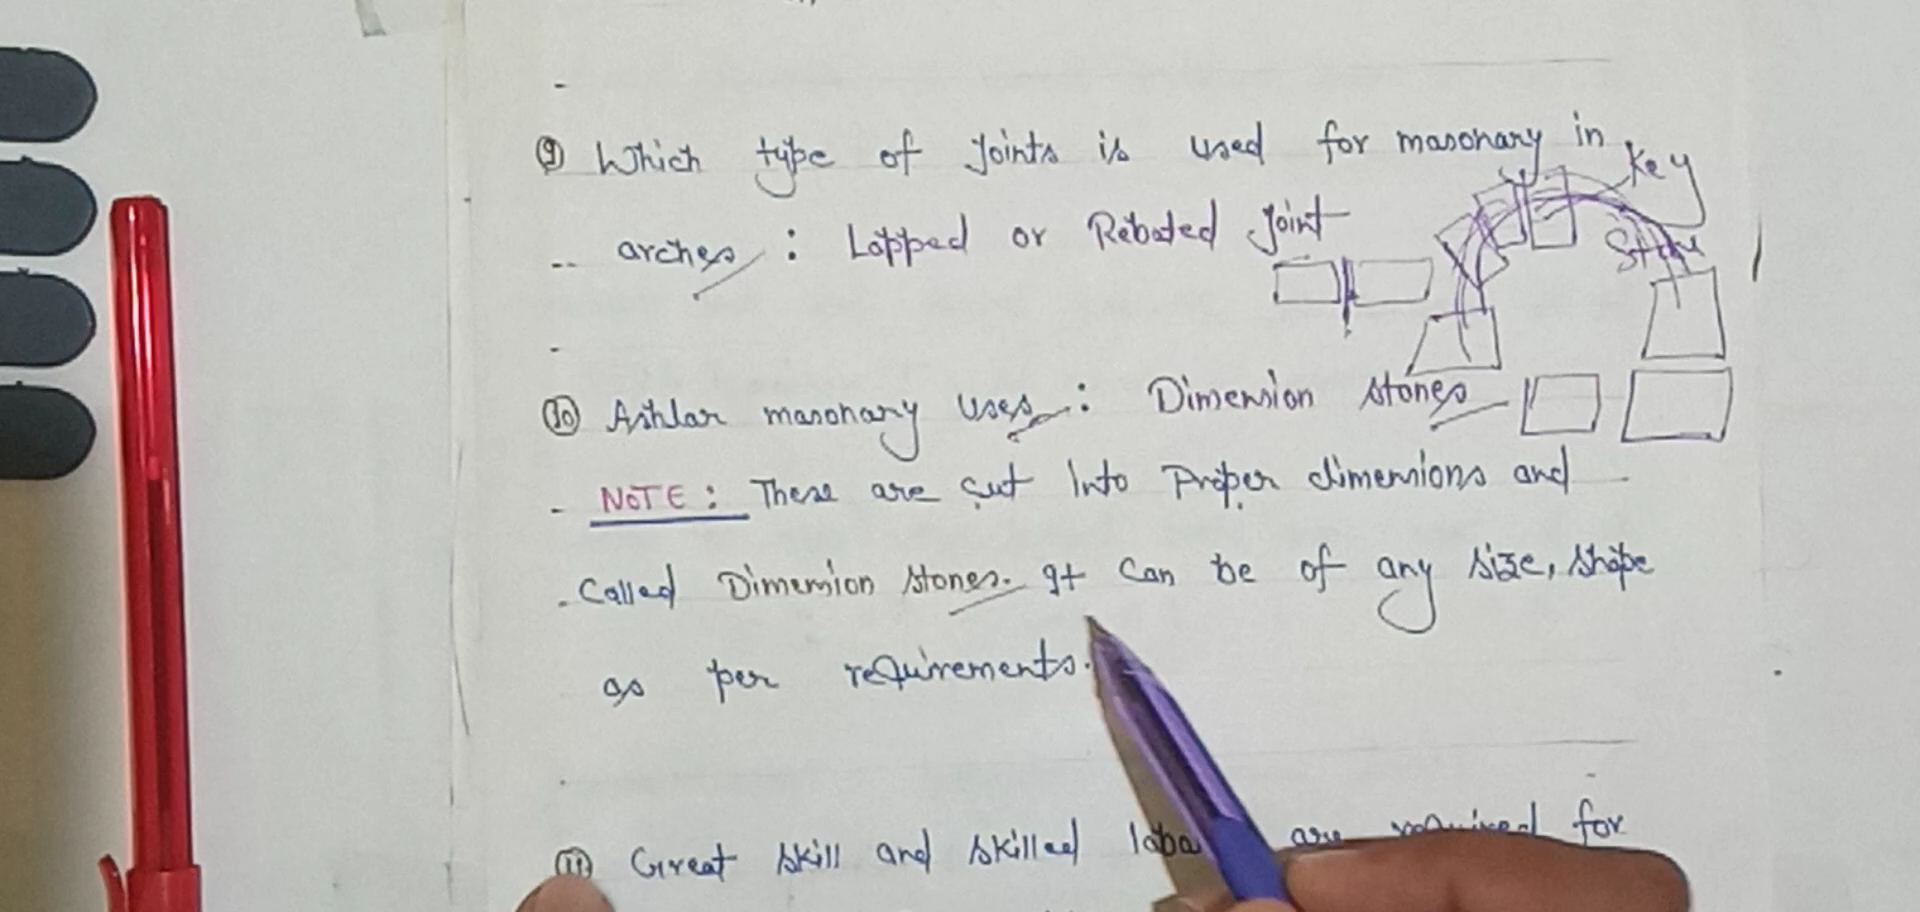 ⑨ Which type of Joints is used for masonary in
arches : Lapped or Rebated Joint
Key
Stone
⑩ Ashlar masonary uses : Dimension stones
NOTE : These are cut Into Proper dimensions and
Called Dimension stones. It Can be of any size, shape
as per requirements.
⑪ Great skill and skilled are required for